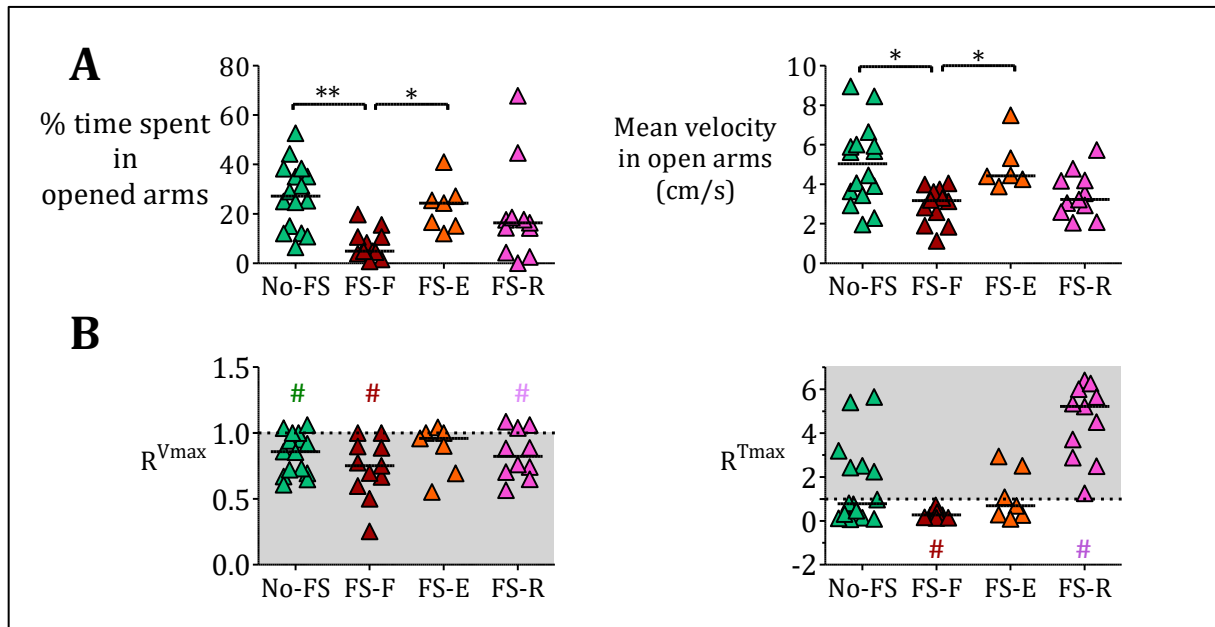 A
% time spent
in
opened arms
80
60
40
20
0
** *
No-FS FS-F FS-E FS-R
Mean velocity
in open arms
(cm/s)
10
8
6
4
2
0
* *
No-FS FS-F FS-E FS-R
B
R^Vmax
1.5
1.0
0.5
0.0
# # #
No-FS FS-F FS-E FS-R
R^Tmax
6
4
2
0
-2
# #
No-FS FS-F FS-E FS-R